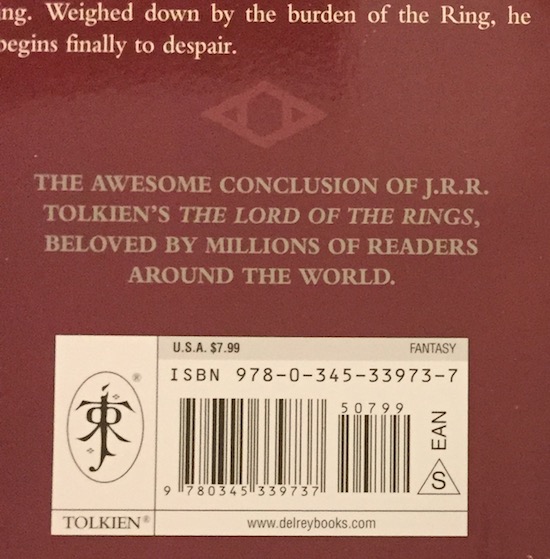 ing. Weighed down by the burden of the Ring, he
begins finally to despair.
THE AWESOME CONCLUSION OF J.R.R.
TOLKIEN'S THE LORD OF THE RINGS,
BELOVED BY MILLIONS OF READERS
AROUND THE WORLD.
U.S.A. $7.99 FANTASY
ISBN 978-0-345-33973-7
50799
EAN
S
9 780345 339737
®
TOLKIEN®
www.delreybooks.com